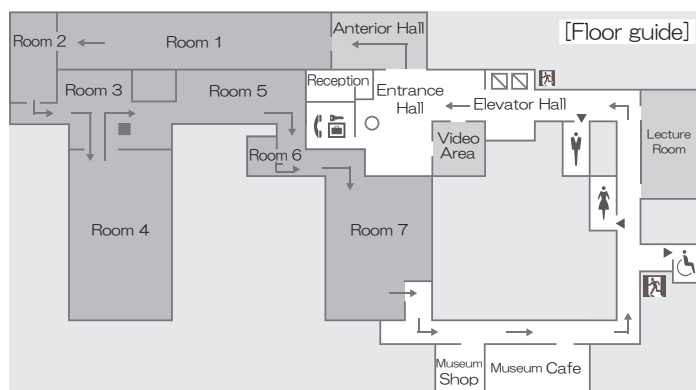 [Floor guide]
Anterior Hall
Room 2
Room 1
Reception
Entrance
Hall
Elevator Hall
Room 3
Room 5
Video
Area
Lecture
Room
Room 6
Room 4
Room 7
Museum
Shop
Museum Cafe